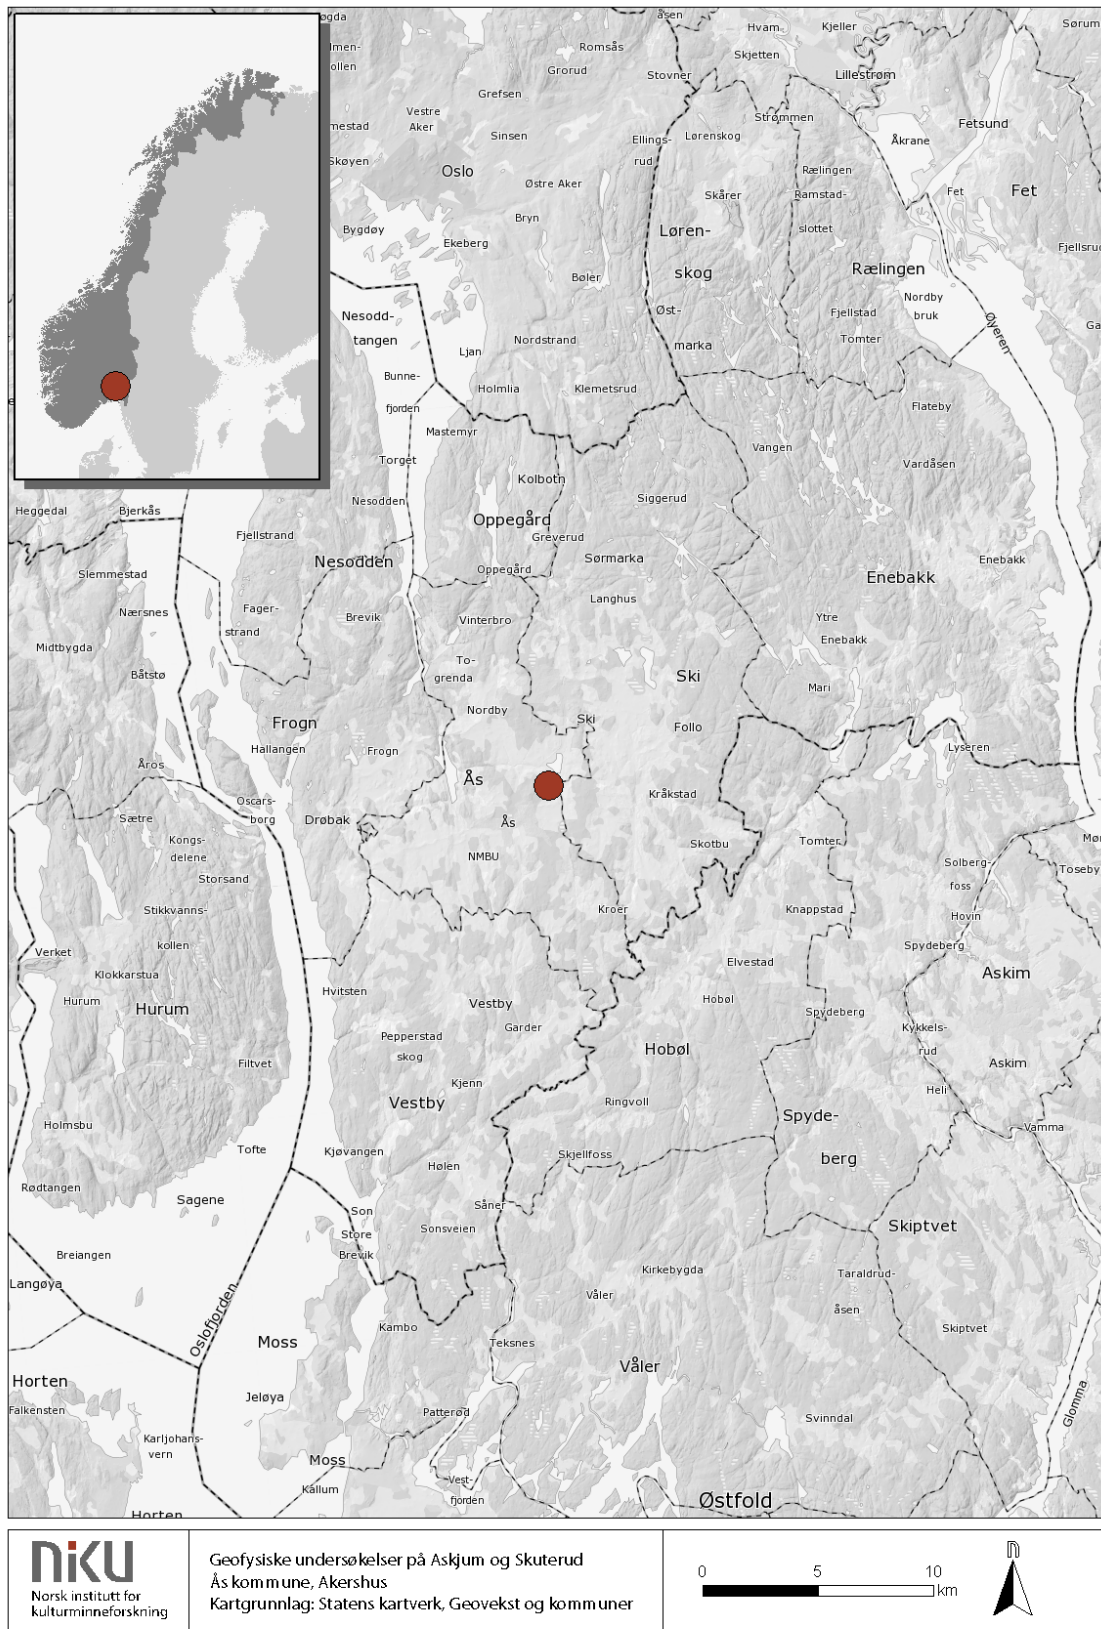 øgda
Imen-
ollen
Romsås
Grorud
Grefsen
Vestre
Aker
Sinsen
mestad
Skøyen
Oslo
Østre Aker
Bryn
Bygdøy
Ekeberg
Bøler
åsen
Stovner
Hvam
Skjetten
Kjeller
Sørum
Lillestrøm
Strømmen
Lørenskog
Ellings-
rud
Fetsund
Åkrane
Rælingen
Ramstad-
slottet
Skårer
Fet
Fet
Løren-
skog
Rælingen
Fjellsrud
Nordby
bruk
Øyeren
Øst-
marka
Fjellstad
Tomter
Nesodd-
tangen
Ljan
Nordstrand
Bunne-
fjorden
Holmlia
Klemetsrud
Flateby
Mastemyr
Torget
Vangen
Vardåsen
Kolbotn
Nesodden
Siggerud
Heggedal
Bjerkås
Oppegård
Greverud
Fjellstrand
Nesodden
Oppegård
Sørmarka
Enebakk
Enebakk
Slemmestad
Langhus
Nærsnes
Fager-
strand
Brevik
Vinterbro
Ytre
Enebakk
Midtbygda
Båtstø
To-
grenda
Ski
Mari
Nordby
Ski
Frogn
Follo
Hallangen
Frogn
Lyseren
Åros
Ås
Kråkstad
Oscars-
borg
Sætre
Drøbak
Ås
Kongs-
delene
NMBU
Skotbu
Tomter
Solberg-
foss
Toseby
Storsand
Stikkvanns-
kollen
Kroer
Knappstad
Hovin
Spydeberg
Verket
Klokkarstua
Elvestad
Askim
Hurum
Hurum
Hvitsten
Vestby
Hobøl
Spydeberg
Garder
Kykkels-
rud
Pepperstad
skog
Hobøl
Askim
Filtvet
Kjenn
Heli
Vestby
Ringvoll
Spyde-
berg
Holmsbu
Vamma
Tofte
Kjøvangen
Hølen
Skjellfoss
Rødtangen
Sagene
Son
Såner
Skiptvet
Store
Brevik
Sonsveien
Breiangen
Langøya
Kirkebygda
Taraldrud-
åsen
Våler
Oslofjorden
Moss
Kambo
Teksnes
Skiptvet
Våler
Horten
Jeløya
Falkensten
Patterød
Svinndal
Glomma
Karljohans-
vern
Moss
Kållum
Vest-
fjorden
Østfold
Horten
niku
Norsk institutt for
kulturminneforskning
Geofysiske undersøkelser på Askjum og Skuterud
Ås kommune, Akershus
Kartgrunnlag: Statens kartverk, Geovekst og kommuner
0 5 10
km
n